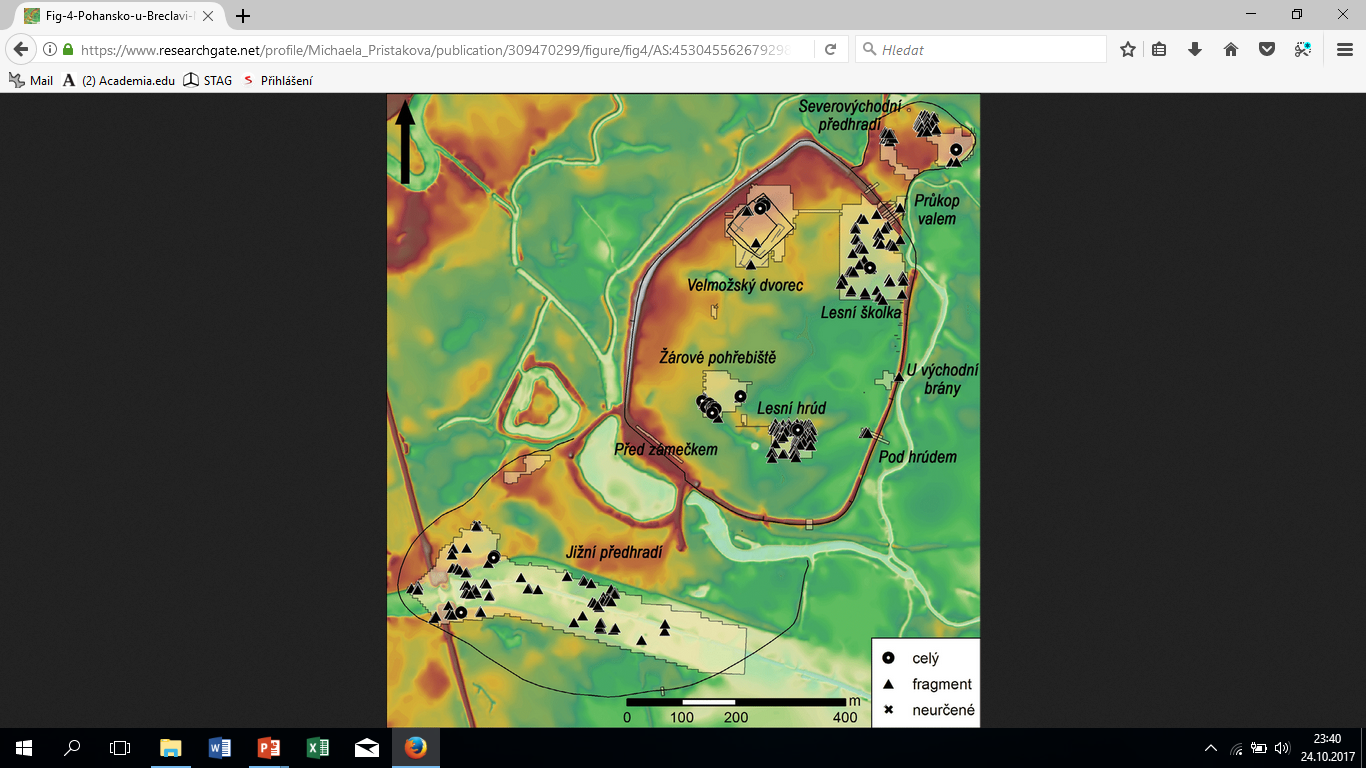 Fig-4-Pohansko-u-Breclavi-
https://www.researchgate.net/profile/Michaela_Pristakova/publication/309470299/figure/fig4/AS:453045562679298
Hledat
Mail
(2) Academia.edu
STAG
Přihlášení
Severovýchodní
předhradí
Průkop
valem
Velmožský dvorec
Lesní školka
Žárové pohřebiště
U východní
brány
Lesní hrúd
Před zámečkem
Pod hrúdem
Jižní předhradí
celý
fragment
neurčené
m
0 100 200 400
23:40
24.10.2017